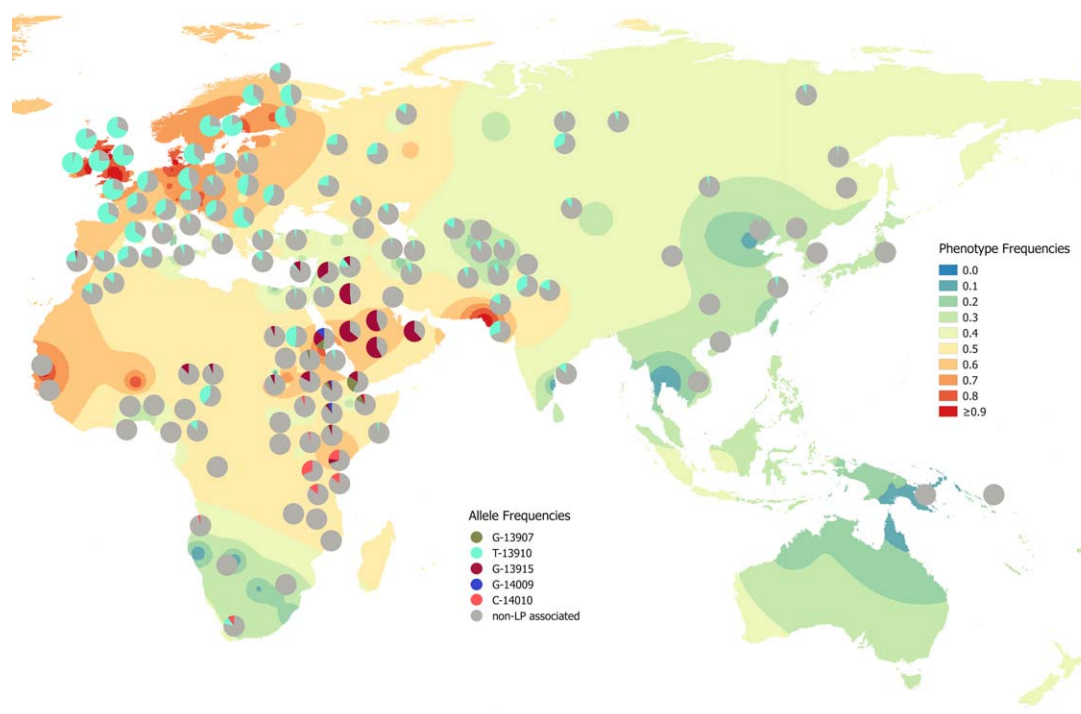 Phenotype Frequencies
0.0
0.1
0.2
0.3
0.4
0.5
0.6
0.7
0.8
≥0.9
Allele Frequencies
G-13907
T-13910
G-13915
G-14009
C-14010
non-LP associated